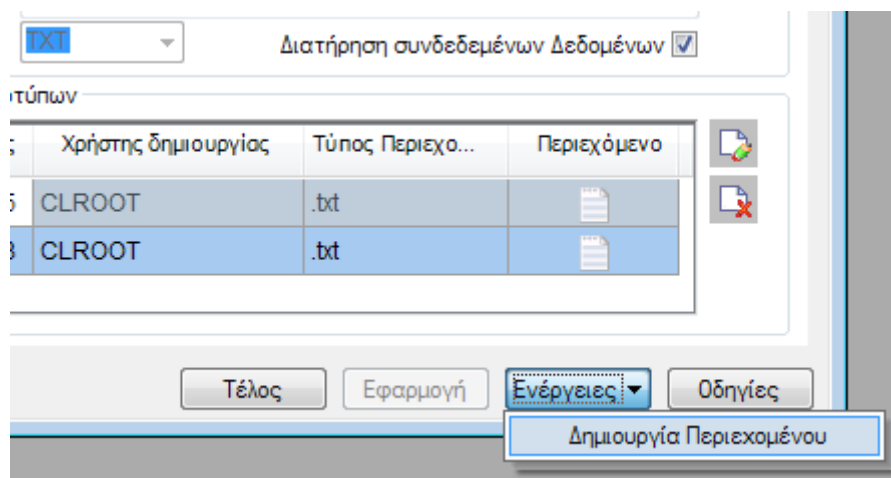 TXT Διατήρηση συνδεδεμένων Δεδομένων
Χρήστης δημιουργίας Τύπος Περιεχο... Περιεχόμενο
CLROOT .txt
CLROOT .txt
Τέλος Εφαρμογή Ενέργειες Οδηγίες
Δημιουργία Περιεχομένου